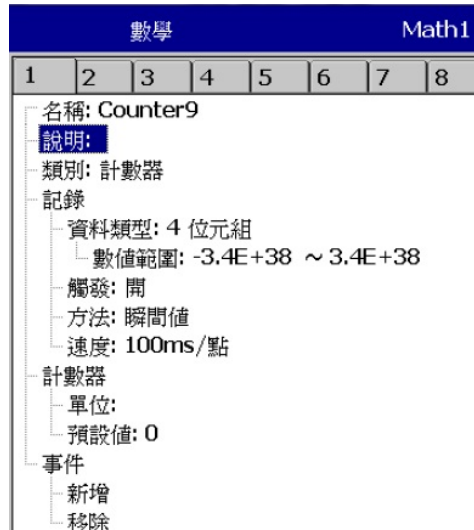 數學 Math1
1 2 3 4 5 6 7 8
名稱: Counter9
說明:
類別: 計數器
記錄
資料類型: 4 位元組
數值範圍: -3.4E+38 ~ 3.4E+38
觸發: 開
方法: 瞬間值
速度: 100ms/點
計數器
單位:
預設值: 0
事件
新增
移除